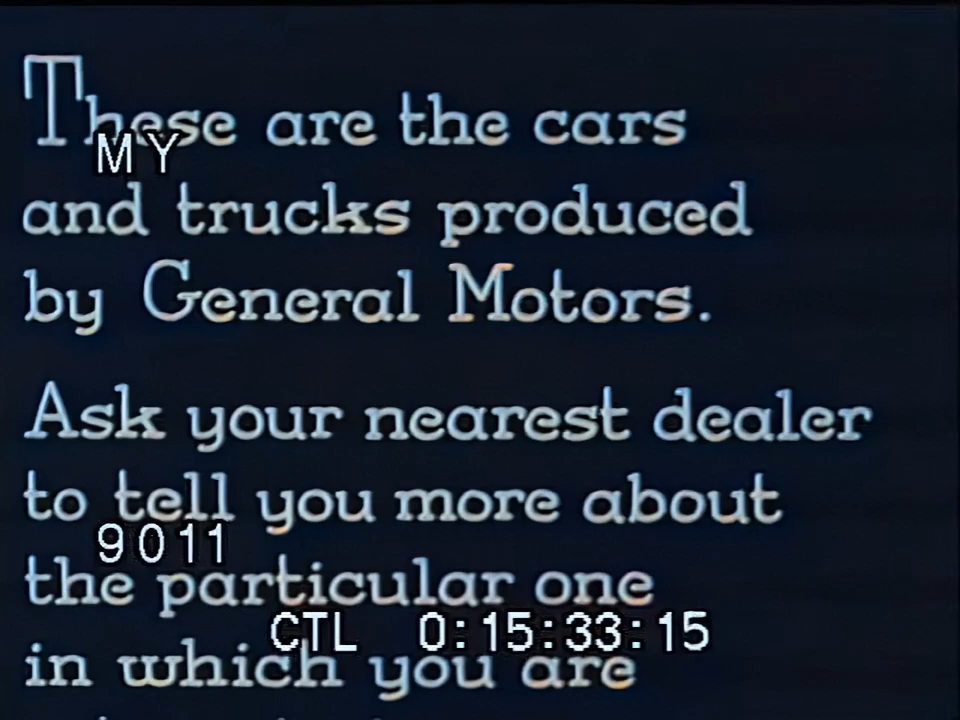 These are the cars
MY
and trucks produced
by General Motors.
Ask your nearest dealer
to tell you more about
9011
the particular one
CTL 0:15:33:15
in which you are